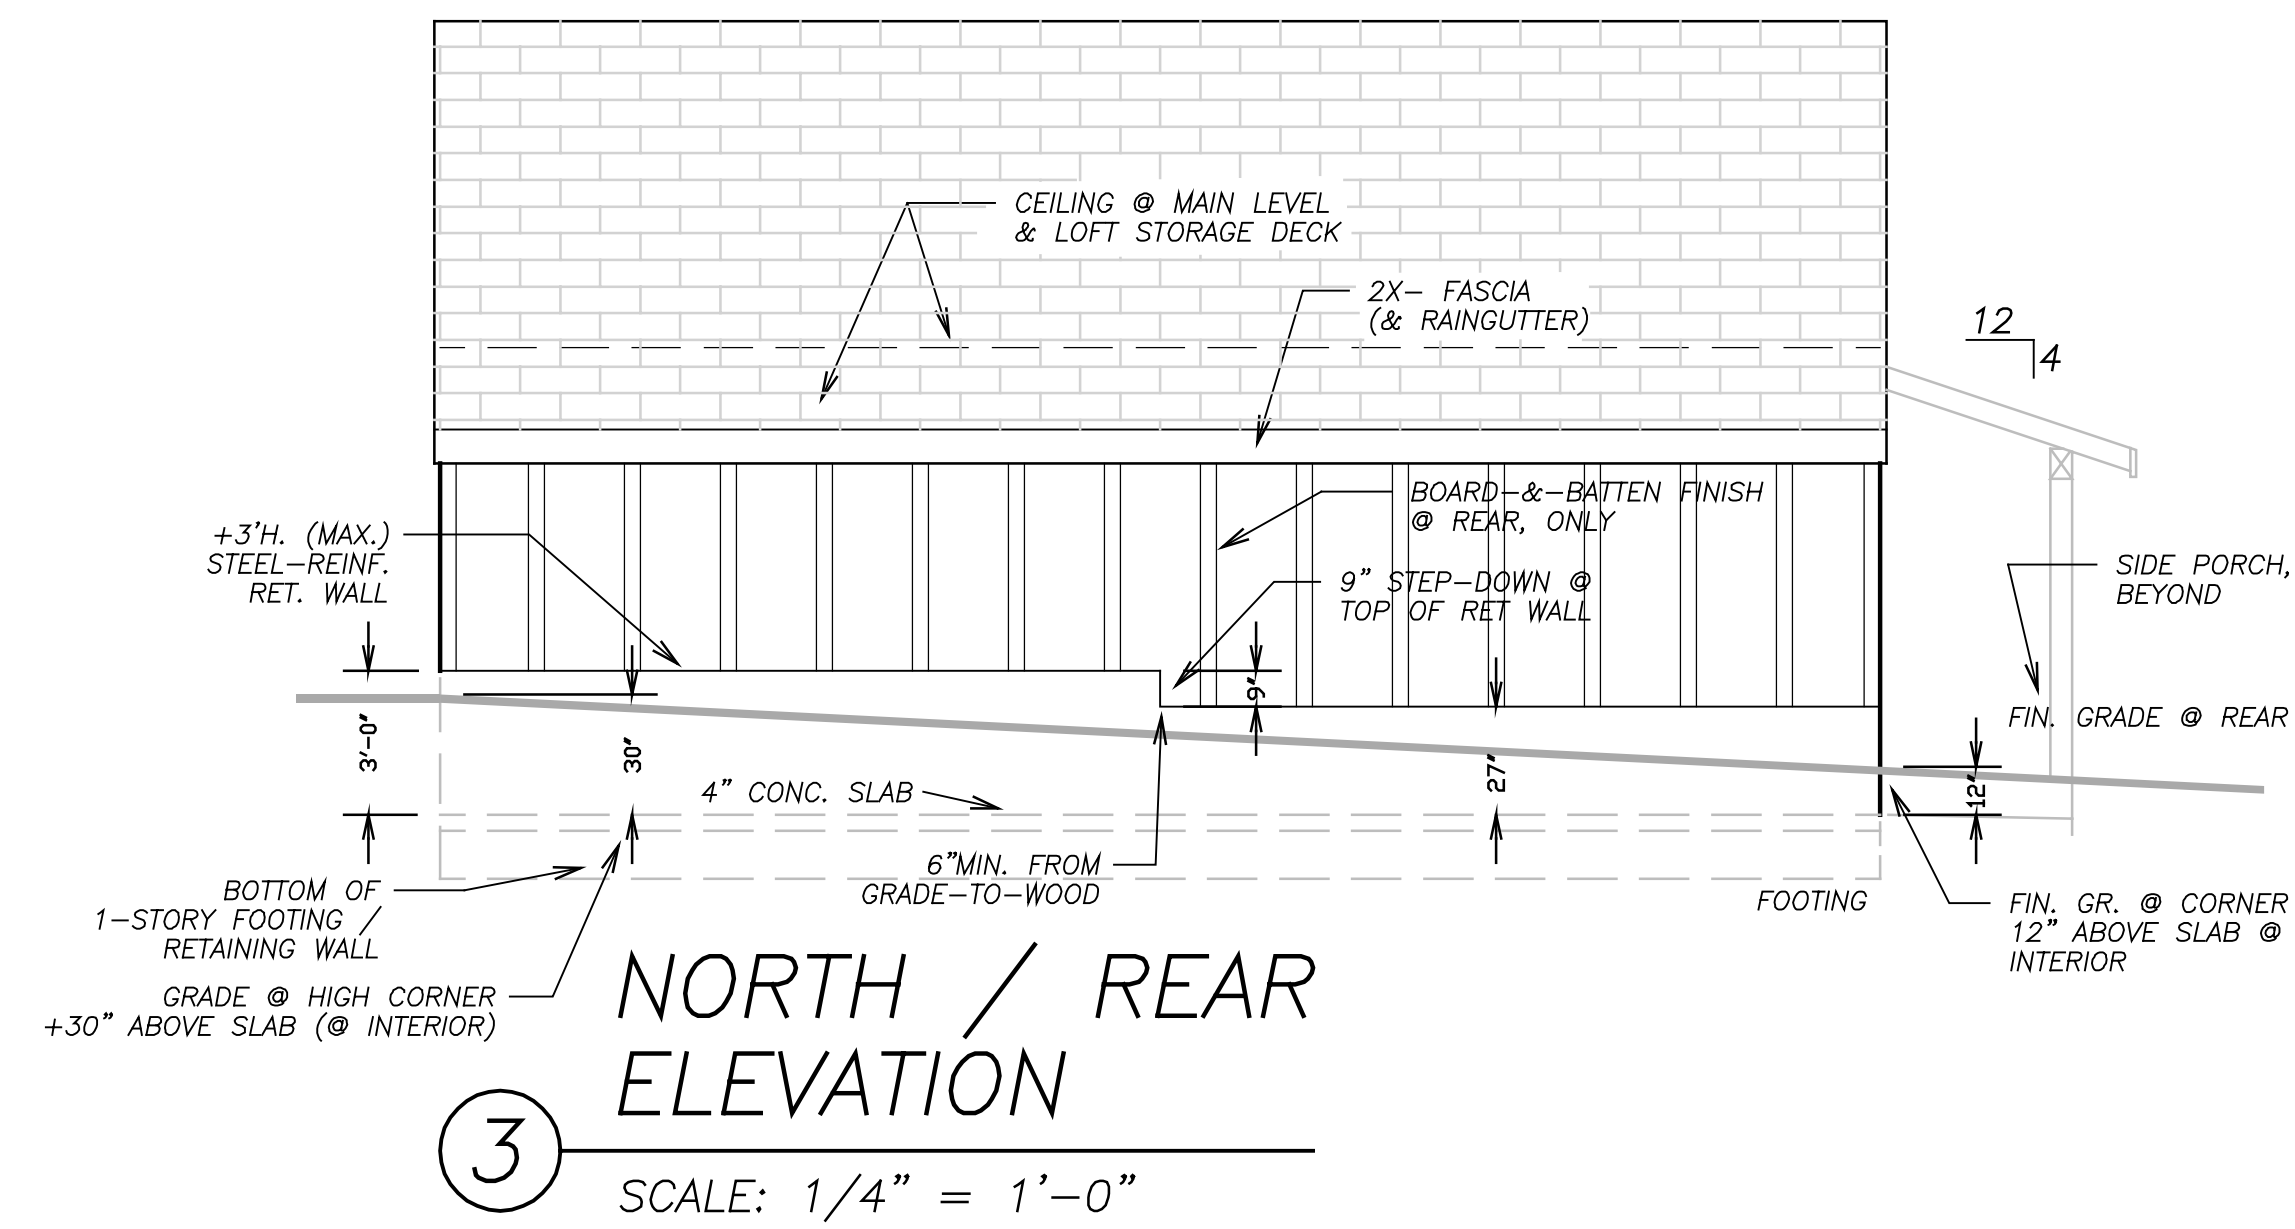 CEILING @ MAIN LEVEL
& LOFT STORAGE DECK
2X- FASCIA
(& RAINGUTTER)
12
4
BOARD-&-BATTEN FINISH
@ REAR, ONLY
+3'H. (MAX.)
STEEL-REINF.
RET. WALL
9" STEP-DOWN @
TOP OF RET WALL
SIDE PORCH,
BEYOND
9"
FIN. GRADE @ REAR
3'-0"
30"
27"
12"
4" CONC. SLAB
6"MIN. FROM
GRADE-TO-WOOD
BOTTOM OF
1-STORY FOOTING /
RETAINING WALL
FOOTING
FIN. GR. @ CORNER
12" ABOVE SLAB @
INTERIOR
GRADE @ HIGH CORNER
+30" ABOVE SLAB (@ INTERIOR)
NORTH / REAR
ELEVATION
3
SCALE: 1/4" = 1'-0"